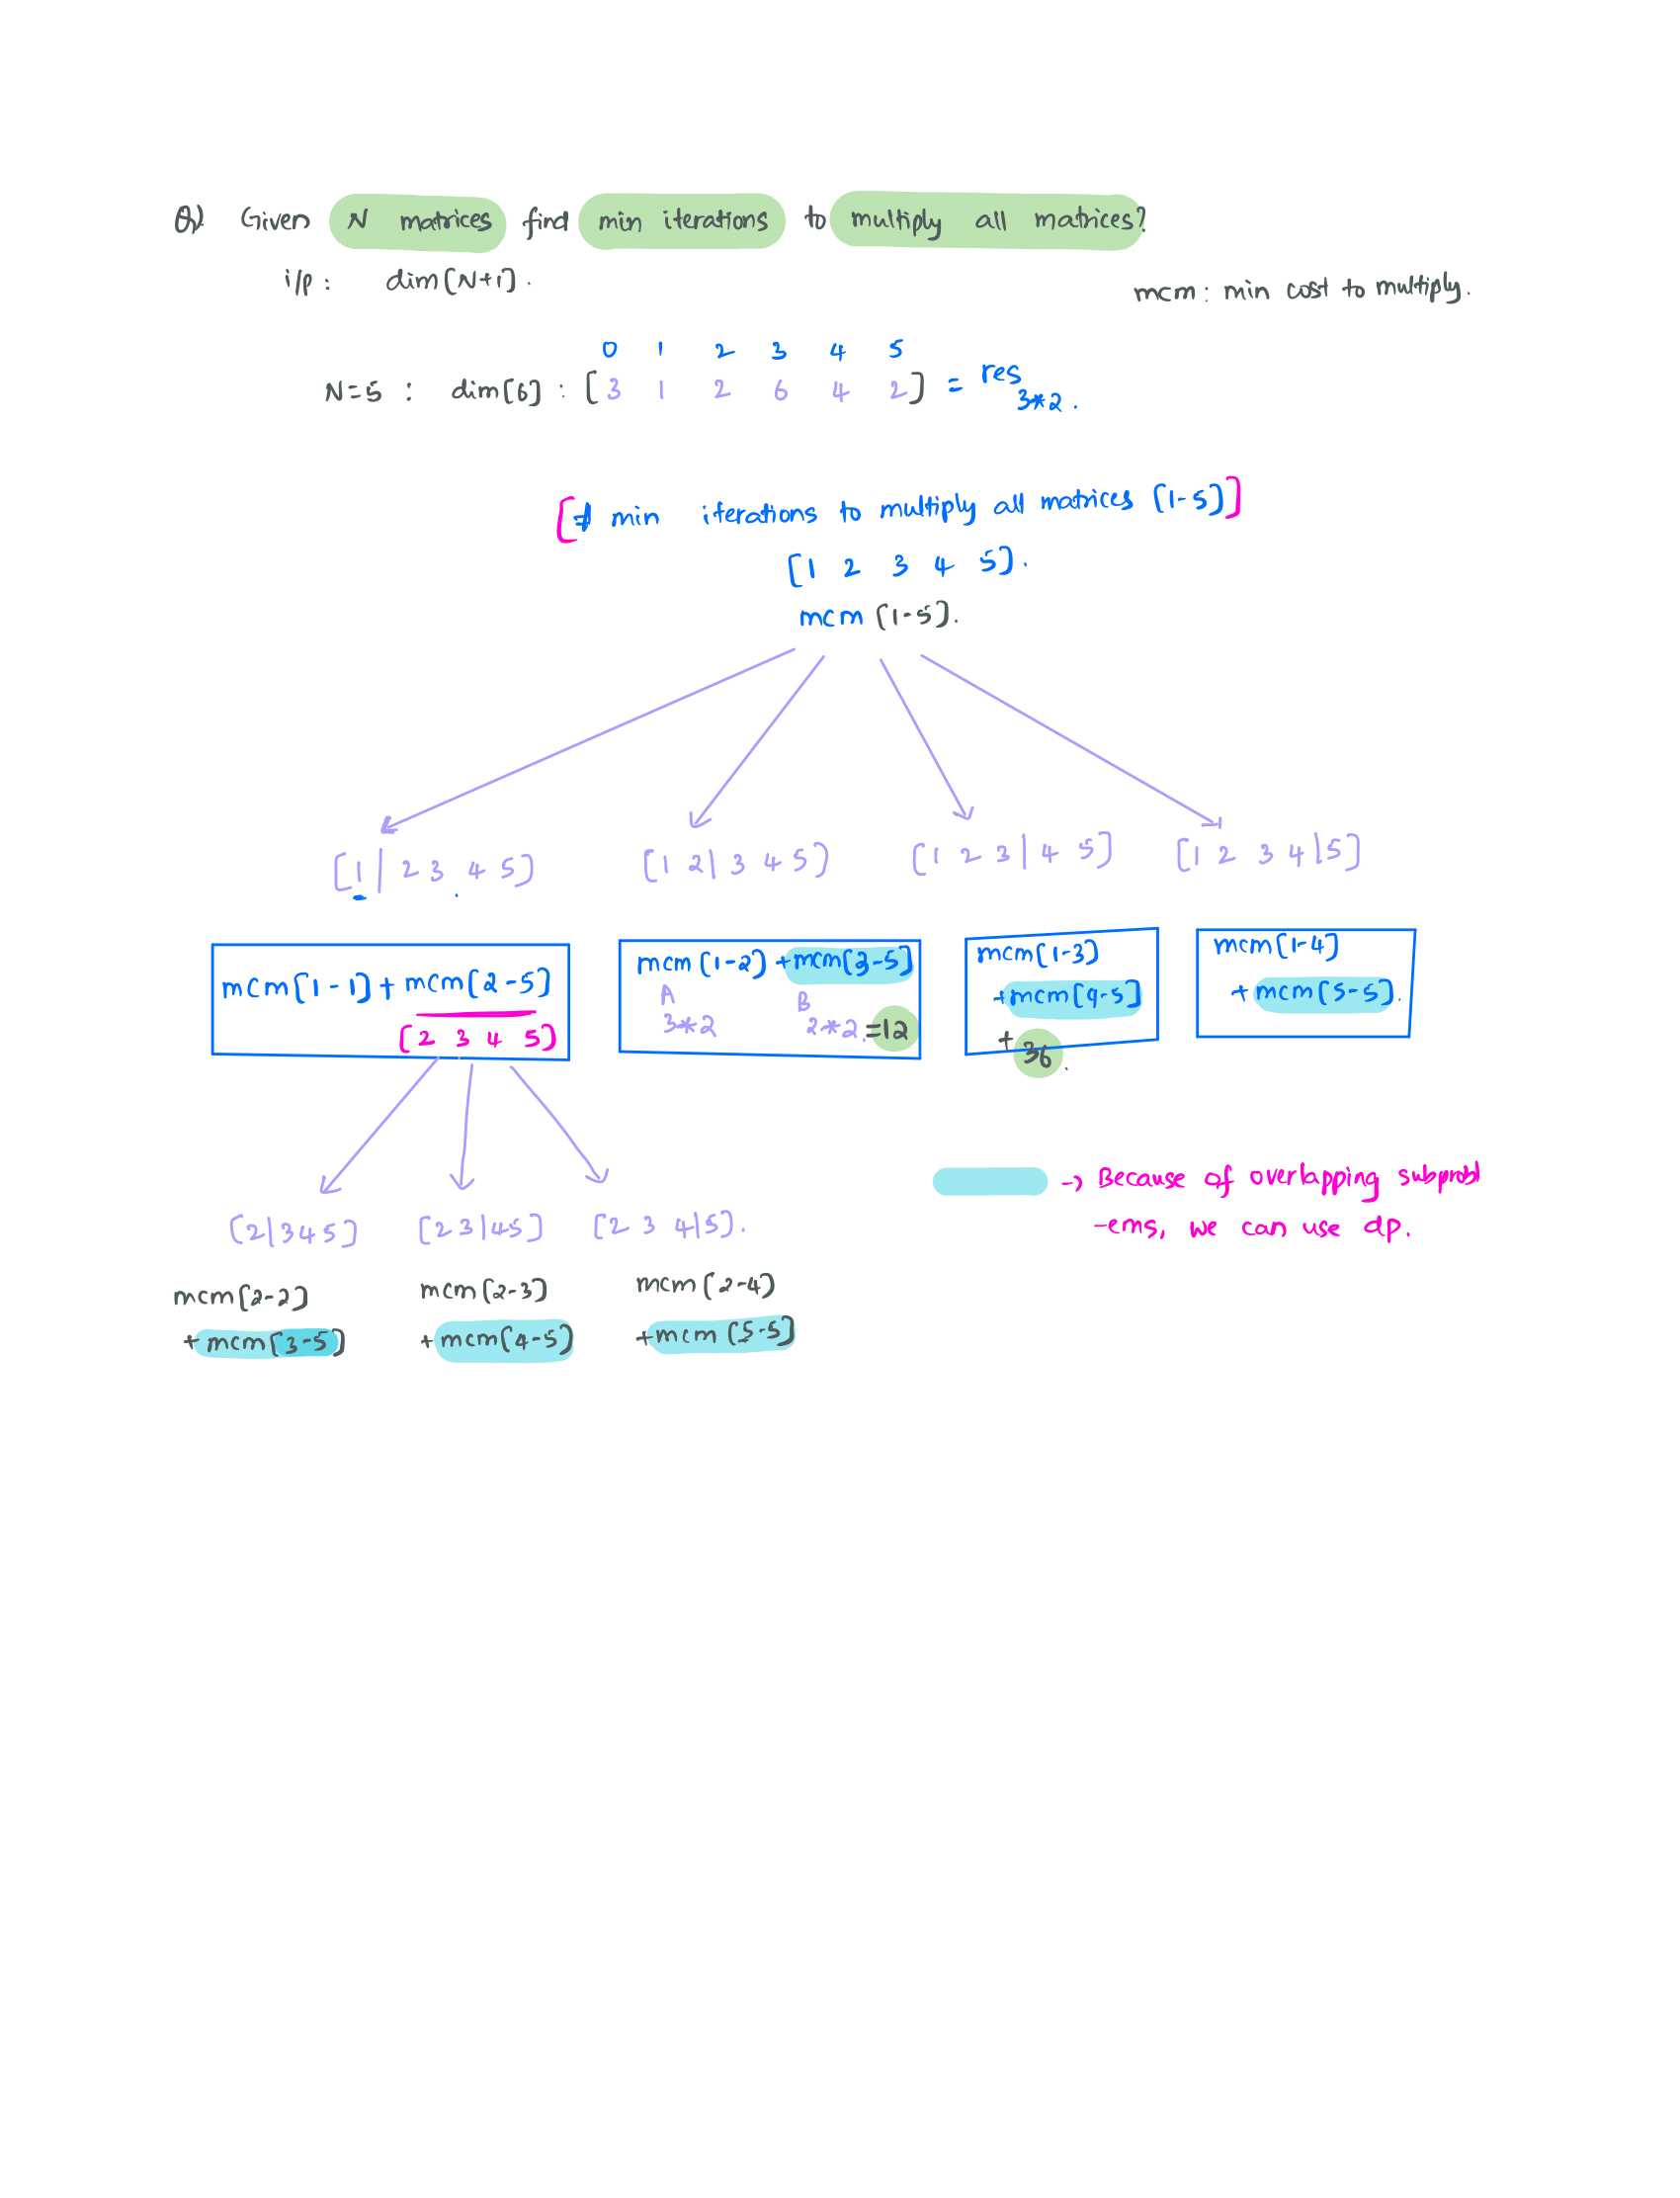 Q) Given N matrices find min iterations to multiply all matrices?
i/p : dim[N+1].
mcm : min cost to multiply.
0 1 2 3 4 5
N=5 : dim[6] : [3 1 2 6 4 2] = res 3*2.
[# min iterations to multiply all matrices [1-5]]
[1 2 3 4 5].
mcm [1-5].
[1 | 2 3 4 5] [1 2 | 3 4 5] [1 2 3 | 4 5] [1 2 3 4 | 5]
mcm[1-1] + mcm[2-5]
[2 3 4 5]
mcm[1-2] + mcm[3-5]
A B
3*2 2*2. =12
mcm[1-3]
+mcm[4-5]
+ 36.
mcm[1-4]
+ mcm[5-5].
-> Because of overlapping subprobl
-ems, we can use dp.
[2|345] [23|45] [2 3 4|5].
mcm[2-2] mcm[2-3] mcm[2-4]
+mcm[3-5] +mcm[4-5] +mcm[5-5]